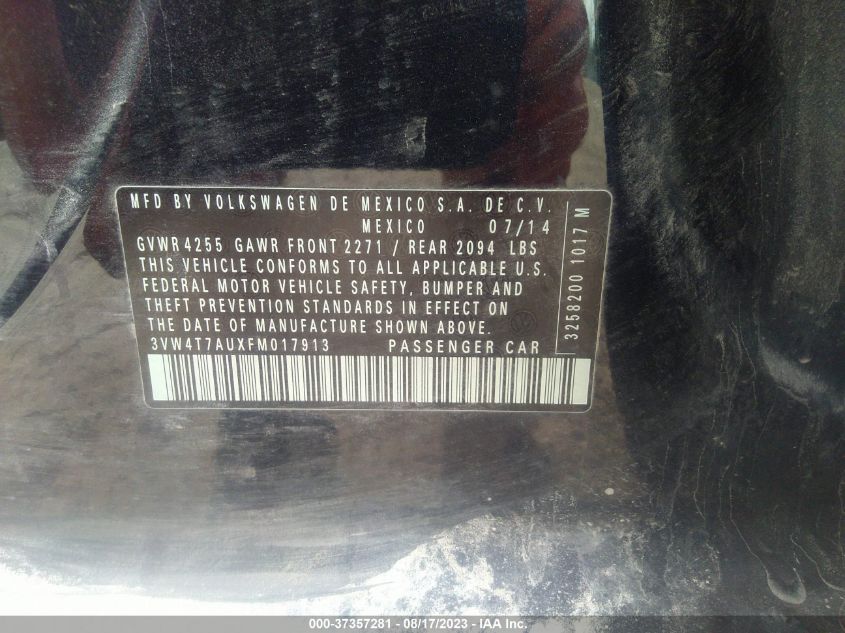 MFD BY VOLKSWAGEN DE MEXICO S.A. DE C.V.
MEXICO 07/14
GVWR 4255 GAWR FRONT 2271 / REAR 2094 LBS
THIS VEHICLE CONFORMS TO ALL APPLICABLE U.S.
FEDERAL MOTOR VEHICLE SAFETY, BUMPER AND
THEFT PREVENTION STANDARDS IN EFFECT ON
THE DATE OF MANUFACTURE SHOWN ABOVE.
3VW4T7AUXFM017913 PASSENGER CAR
3258200 1017 M
000-37357281 - 08/17/2023 - IAA Inc.